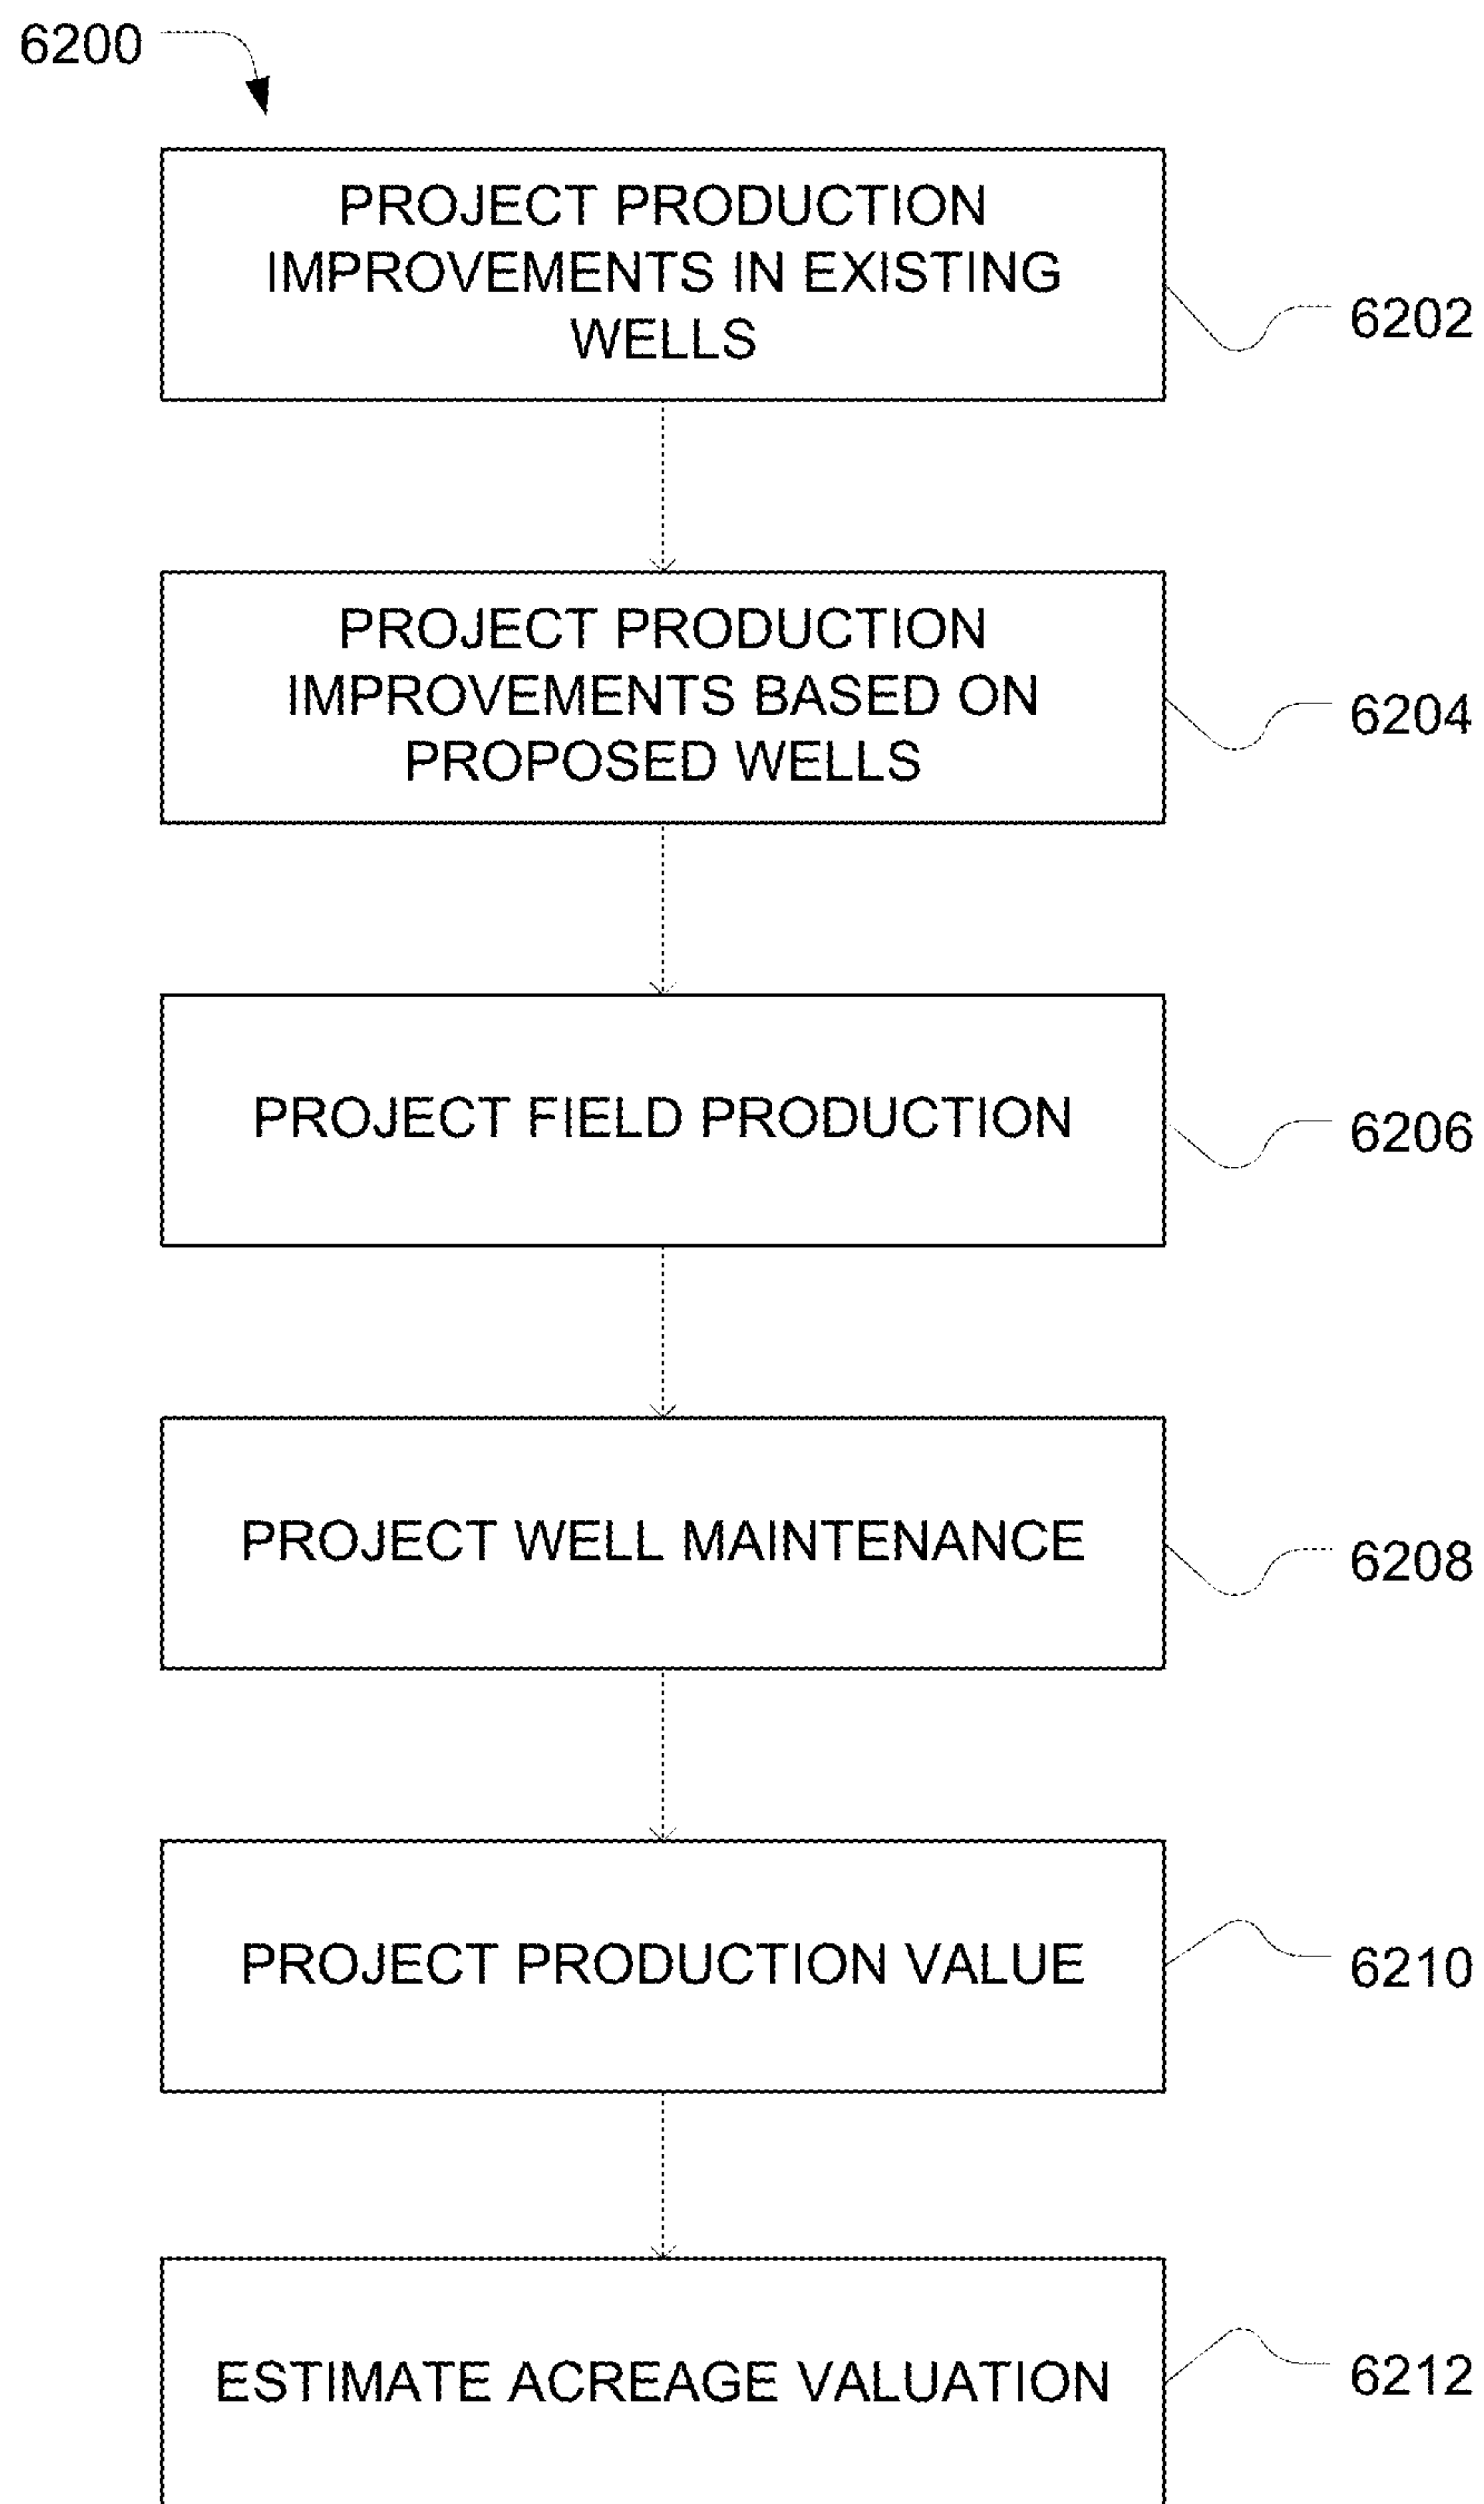 6200
PROJECT PRODUCTION
IMPROVEMENTS IN EXISTING
WELLS
6202
PROJECT PRODUCTION
IMPROVEMENTS BASED ON
PROPOSED WELLS
6204
PROJECT FIELD PRODUCTION
6206
PROJECT WELL MAINTENANCE
6208
PROJECT PRODUCTION VALUE
6210
ESTIMATE ACREAGE VALUATION
6212